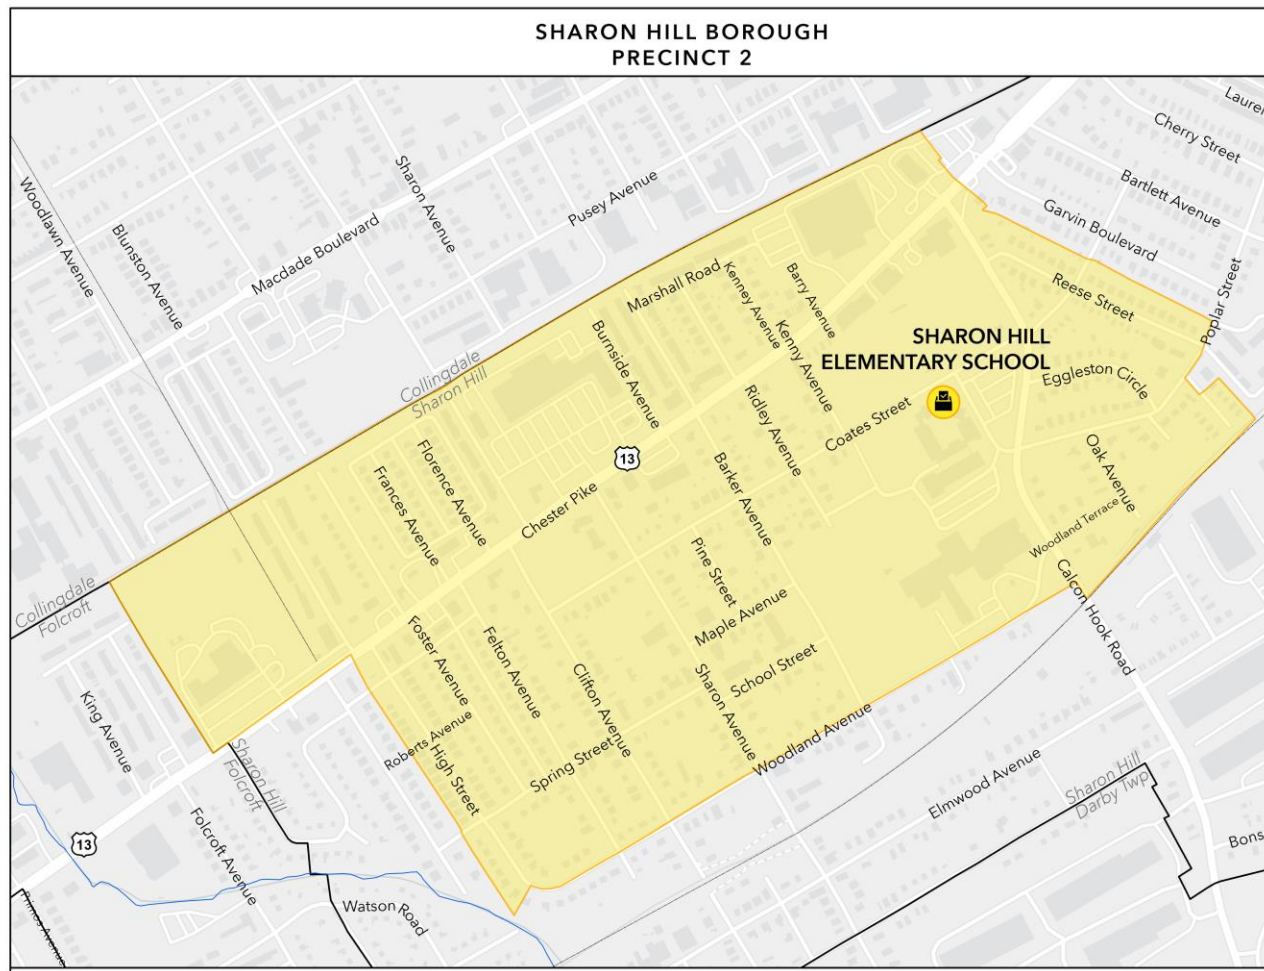 SHARON HILL BOROUGH
PRECINCT 2
Cherry Street
Bartlett Avenue
Garvin Boulevard
Reese Street
Poplar Street
Sharon Avenue
Pusey Avenue
Macdade Boulevard
Woodlawn Avenue
Blunston Avenue
Collingdale
Sharon Hill
Marshall Road
Kenney Avenue
Barry Avenue
Kenny Avenue
Burnside Avenue
SHARON HILL
ELEMENTARY SCHOOL
Eggleston Circle
Ridley Avenue
Coates Street
13
Florence Avenue
Frances Avenue
Chester Pike
Barker Avenue
Oak Avenue
Woodland Terrace
Pine Street
Maple Avenue
Calcon Hook Road
Collingdale
Folcroft
Foster Avenue
Felton Avenue
Clifton Avenue
Sharon Avenue
School Street
Woodland Avenue
King Avenue
Roberts Avenue
High Street
Spring Street
Sharon Hill
Folcroft
Elmwood Avenue
Sharon Hill
Darby Twp
13
Folcroft Avenue
Watson Road
Primos Avenue
Bons
Laure